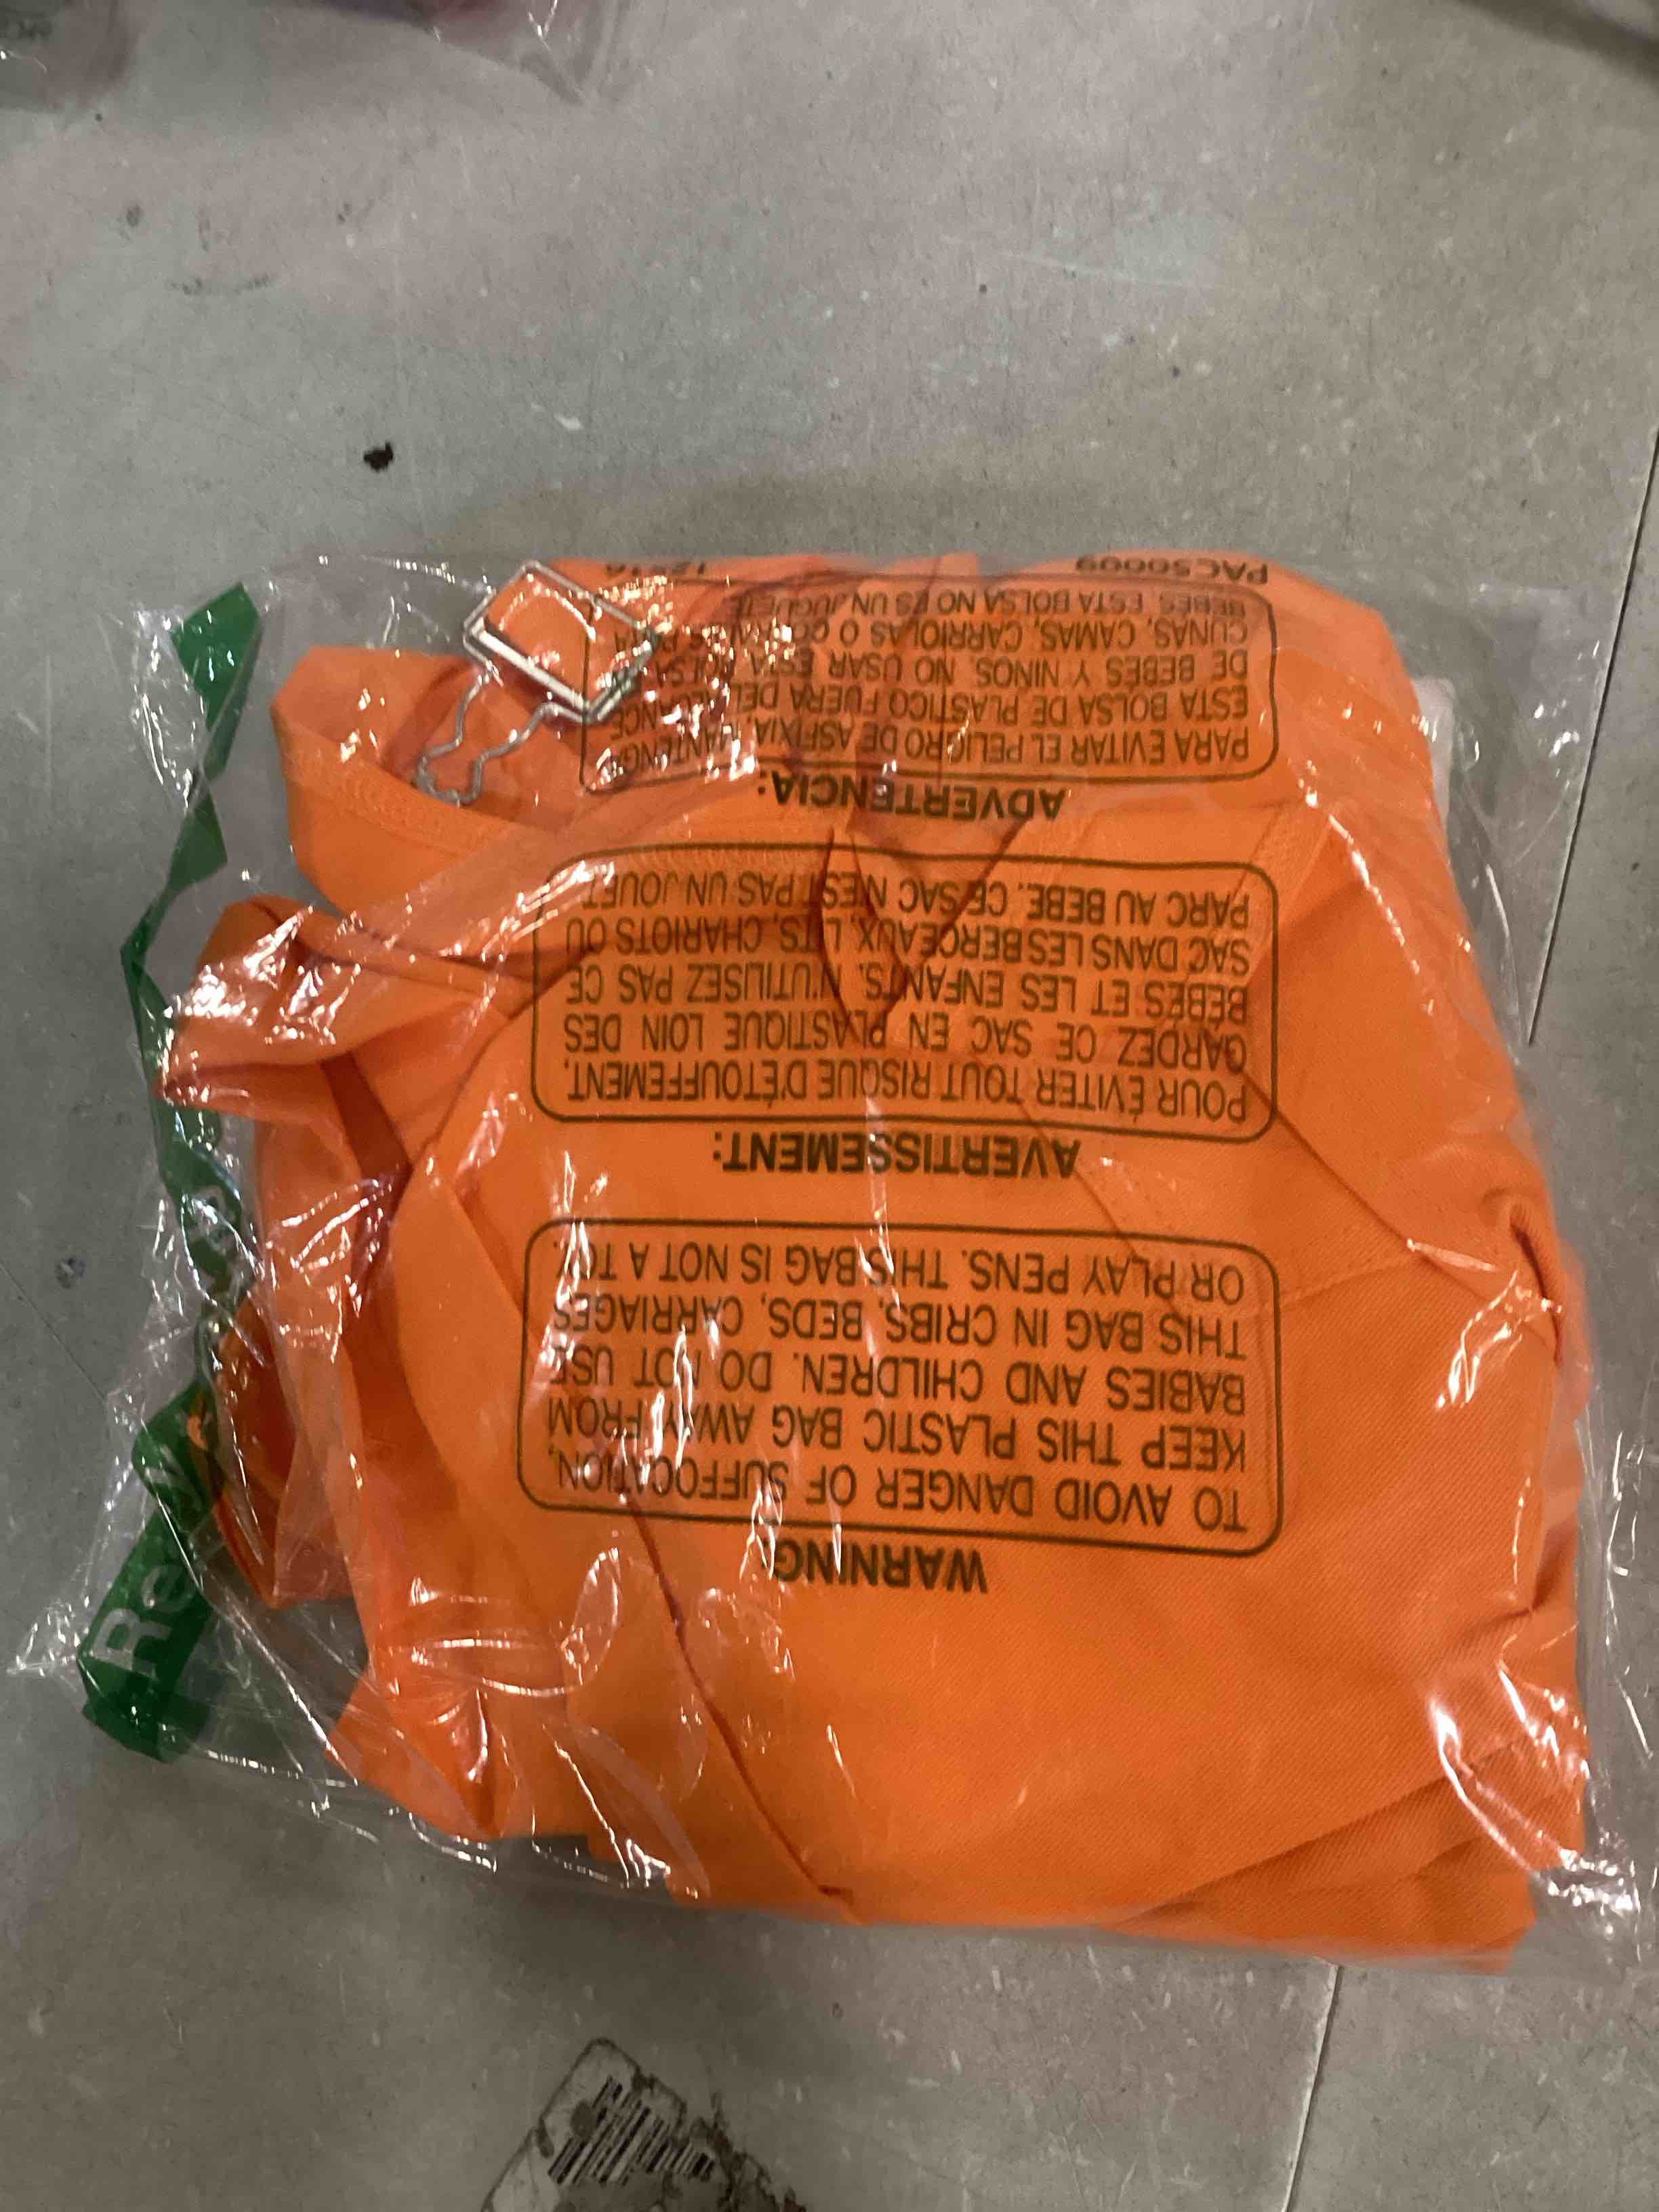 WARNING:
TO AVOID DANGER OF SUFFOCATION,
KEEP THIS PLASTIC BAG AWAY FROM
BABIES AND CHILDREN. DO NOT USE
THIS BAG IN CRIBS, BEDS, CARRIAGES
OR PLAY PENS. THIS BAG IS NOT A TOY.
AVERTISSEMENT:
POUR ÉVITER TOUT RISQUE D'ÉTOUFFEMENT,
GARDEZ CE SAC EN PLASTIQUE LOIN DES
BÉBÉS ET LES ENFANTS. N'UTILISEZ PAS CE
SAC DANS LES BERCEAUX, LITS, CHARIOTS OU
PARC AU BEBE. CE SAC N'EST PAS UN JOUET.
ADVERTENCIA:
PARA EVITAR EL PELIGRO DE ASFIXIA, MANTENGA
ESTA BOLSA DE PLASTICO FUERA DEL ALCANCE
DE BEBES Y NINOS. NO USAR ESTA BOLSA
CUNAS, CAMAS, CARRIOLAS O PARA
BEBES. ESTA BOLSA NO ES UN JUGUETE.
PAC50009